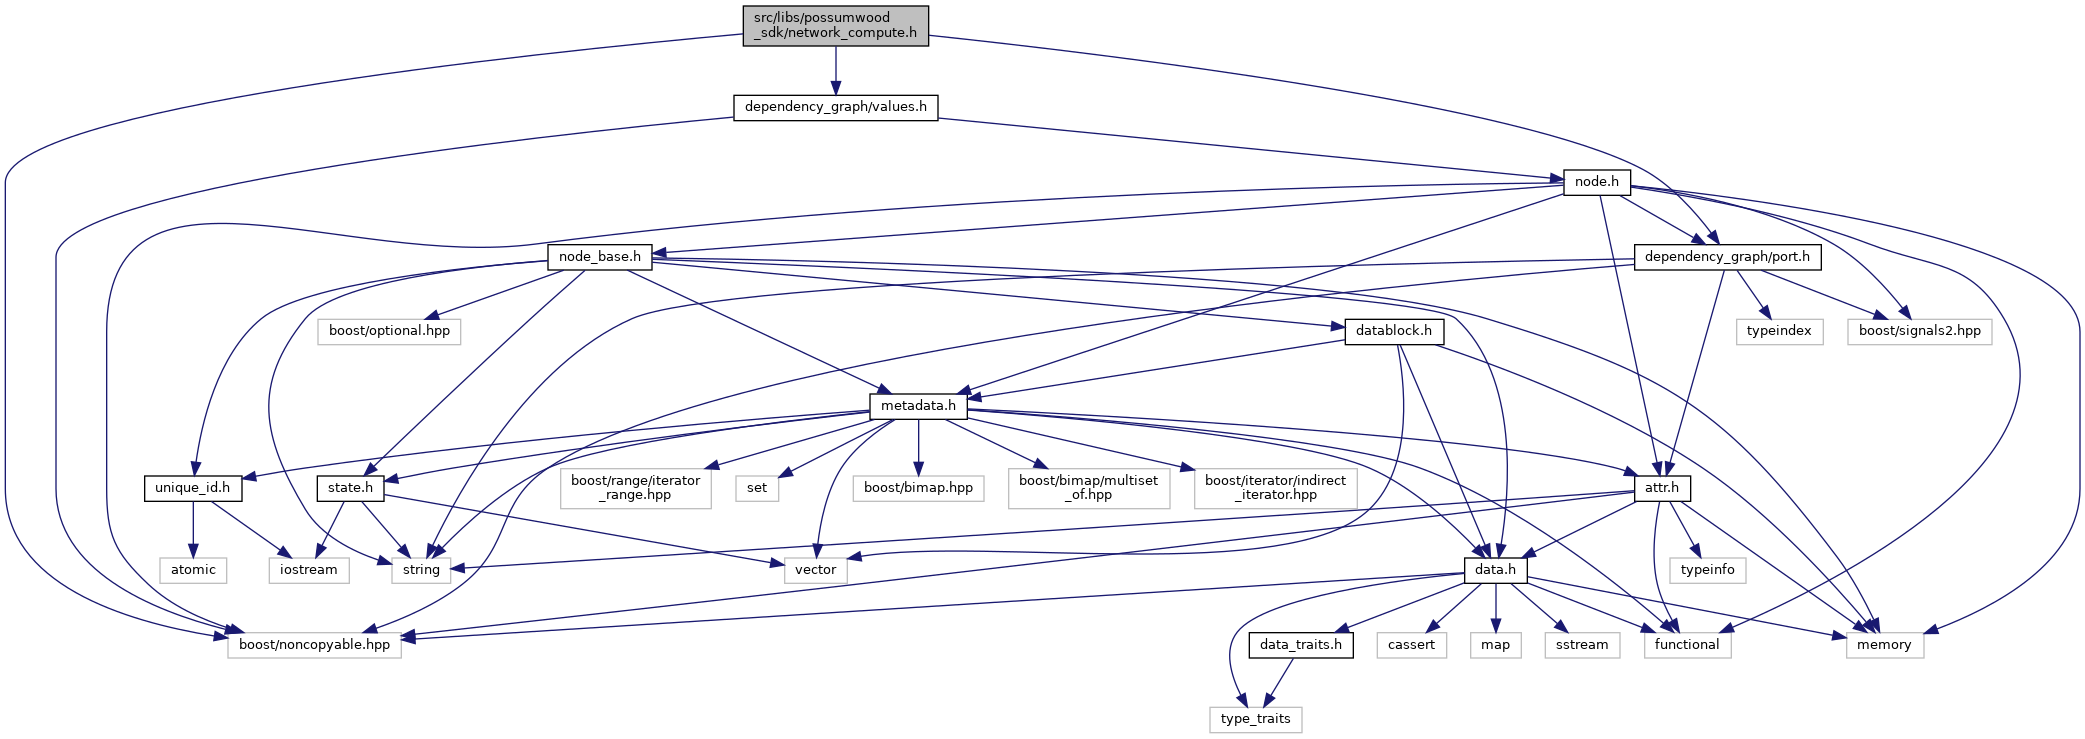 src/libs/possumwood
_sdk/network_compute.h
dependency_graph/values.h
node.h
node_base.h
dependency_graph/port.h
boost/optional.hpp
datablock.h
typeindex
boost/signals2.hpp
metadata.h
unique_id.h
state.h
boost/range/iterator
_range.hpp
set
boost/bimap.hpp
boost/bimap/multiset
_of.hpp
boost/iterator/indirect
_iterator.hpp
attr.h
atomic
iostream
string
vector
data.h
typeinfo
boost/noncopyable.hpp
data_traits.h
cassert
map
sstream
functional
memory
type_traits